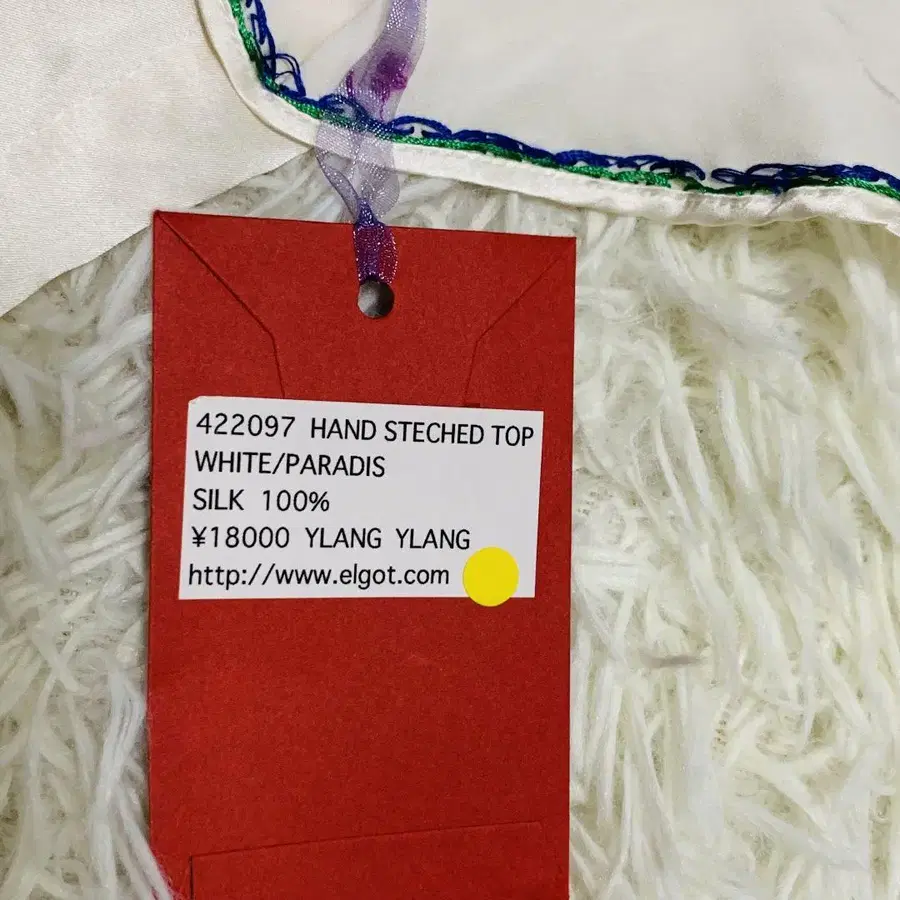 422097 HAND STECHED TOP
WHITE/PARADIS
SILK 100%
¥18000 YLANG YLANG
http://www.elgot.com